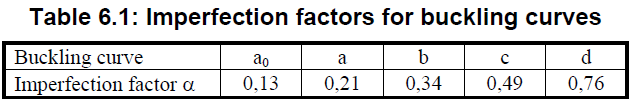 Table 6.1: Imperfection factors for buckling curves
Buckling curve a₀ a b c d
Imperfection factor α 0,13 0,21 0,34 0,49 0,76